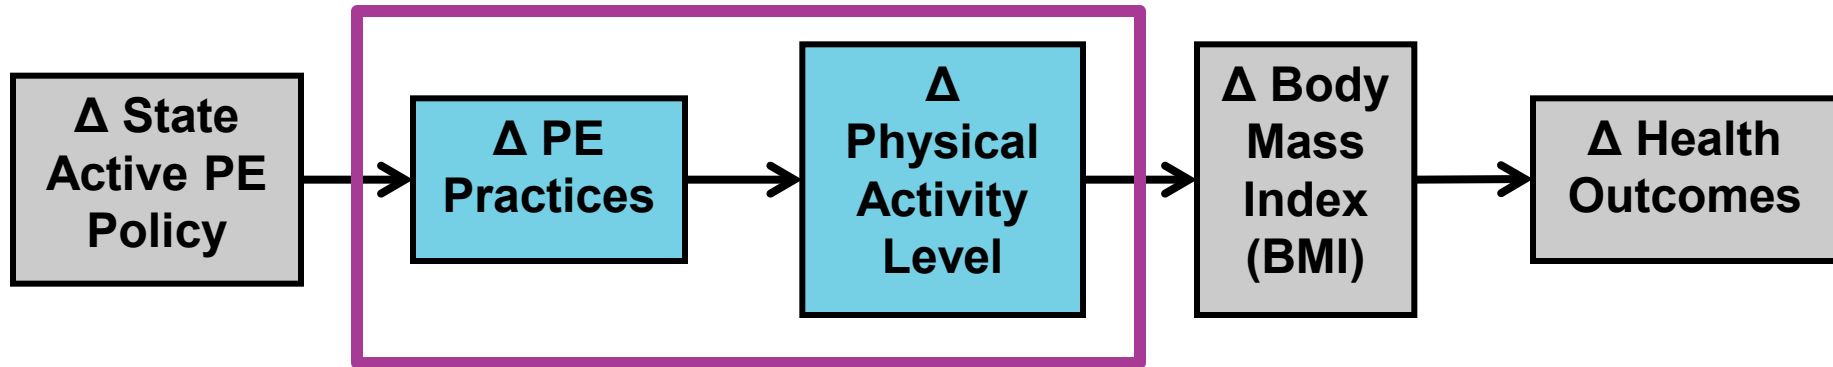 Δ State
Active PE
Policy
Δ PE
Practices
Δ
Physical
Activity
Level
Δ Body
Mass
Index
(BMI)
Δ Health
Outcomes